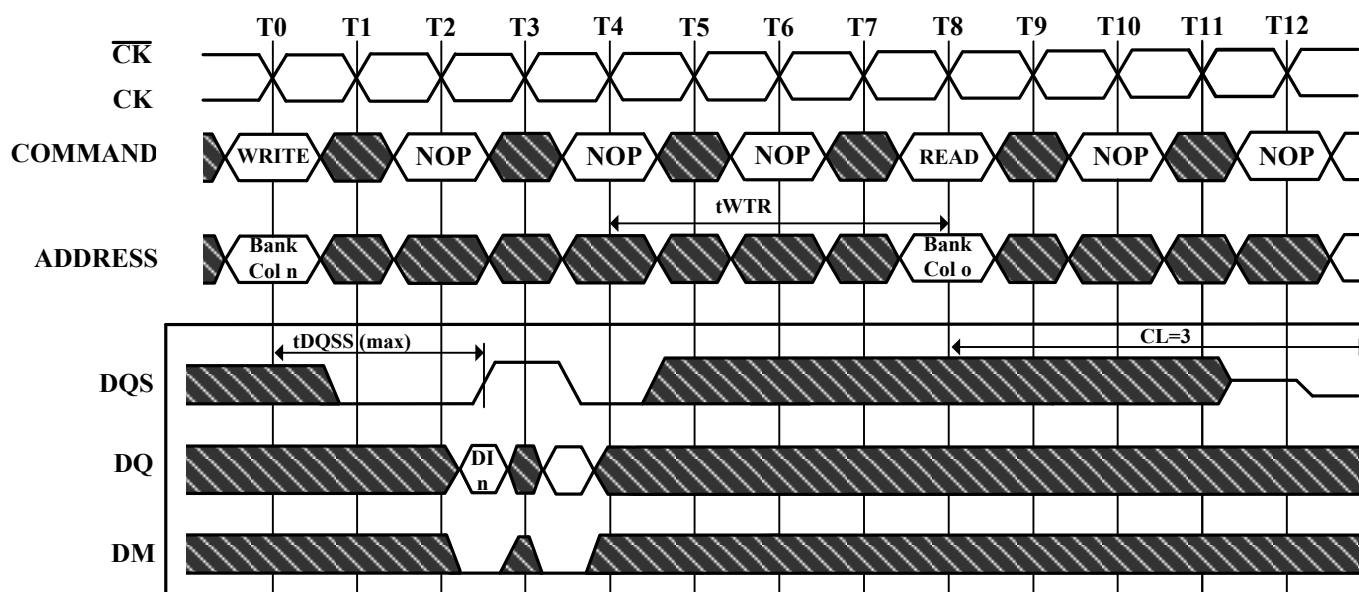 T0 T1 T2 T3 T4 T5 T6 T7 T8 T9 T10 T11 T12
CK
CK
COMMAND WRITE NOP NOP NOP READ NOP NOP
tWTR
ADDRESS Bank Col n Bank Col o
tDQSS (max) CL=3
DQS
DQ DI n
DM